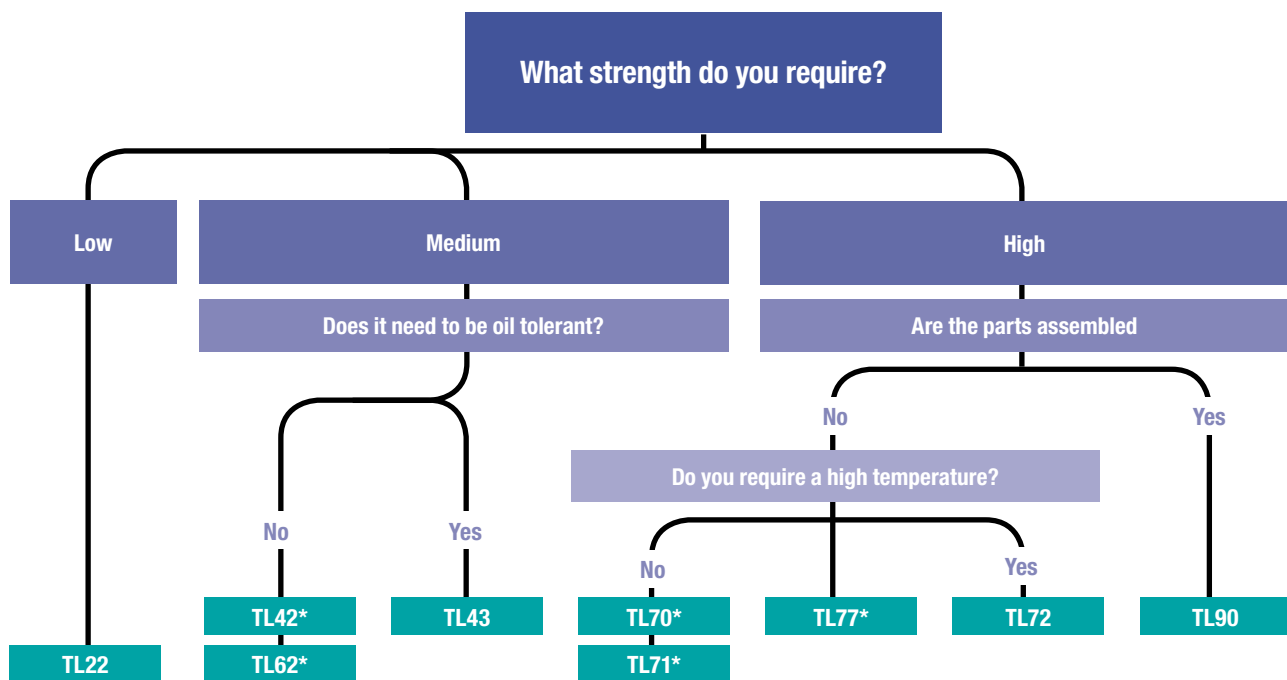 What strength do you require?
Low
Medium
High
Does it need to be oil tolerant?
Are the parts assembled
No
Yes
Do you require a high temperature?
No
Yes
No
Yes
TL42*
TL43
TL70*
TL77*
TL72
TL90
TL22
TL62*
TL71*